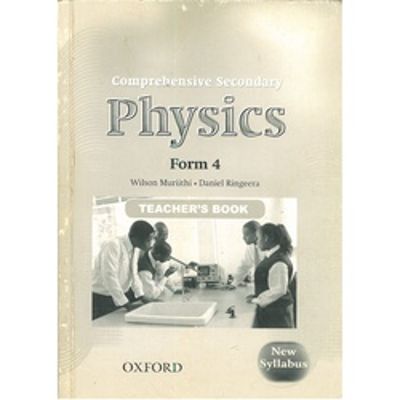 Comprehensive Secondary
Physics
Form 4
Wilson Muriithi • Daniel Ringeera
TEACHER'S BOOK
New
Syllabus
OXFORD